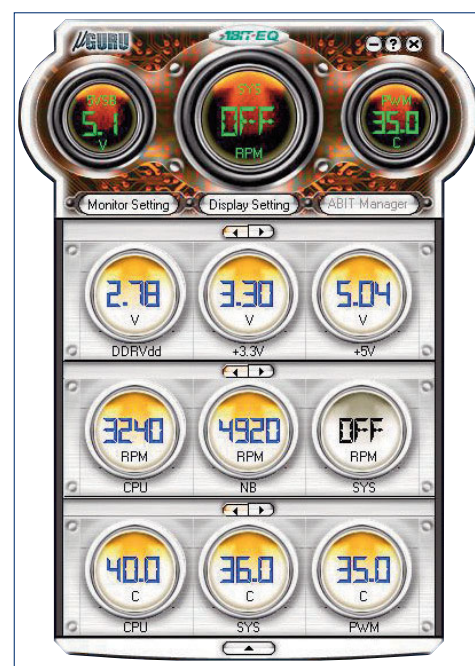 µGURU ABIT-EQ
5VSB SYS PWM
5.1 OFF 35.0
V RPM C
Monitor Setting Display Setting ABIT Manager
2.78 3.30 5.04
V V V
DDRVdd +3.3V +5V
3240 4920 OFF
RPM RPM RPM
CPU NB SYS
40.0 36.0 35.0
C C C
CPU SYS PWM